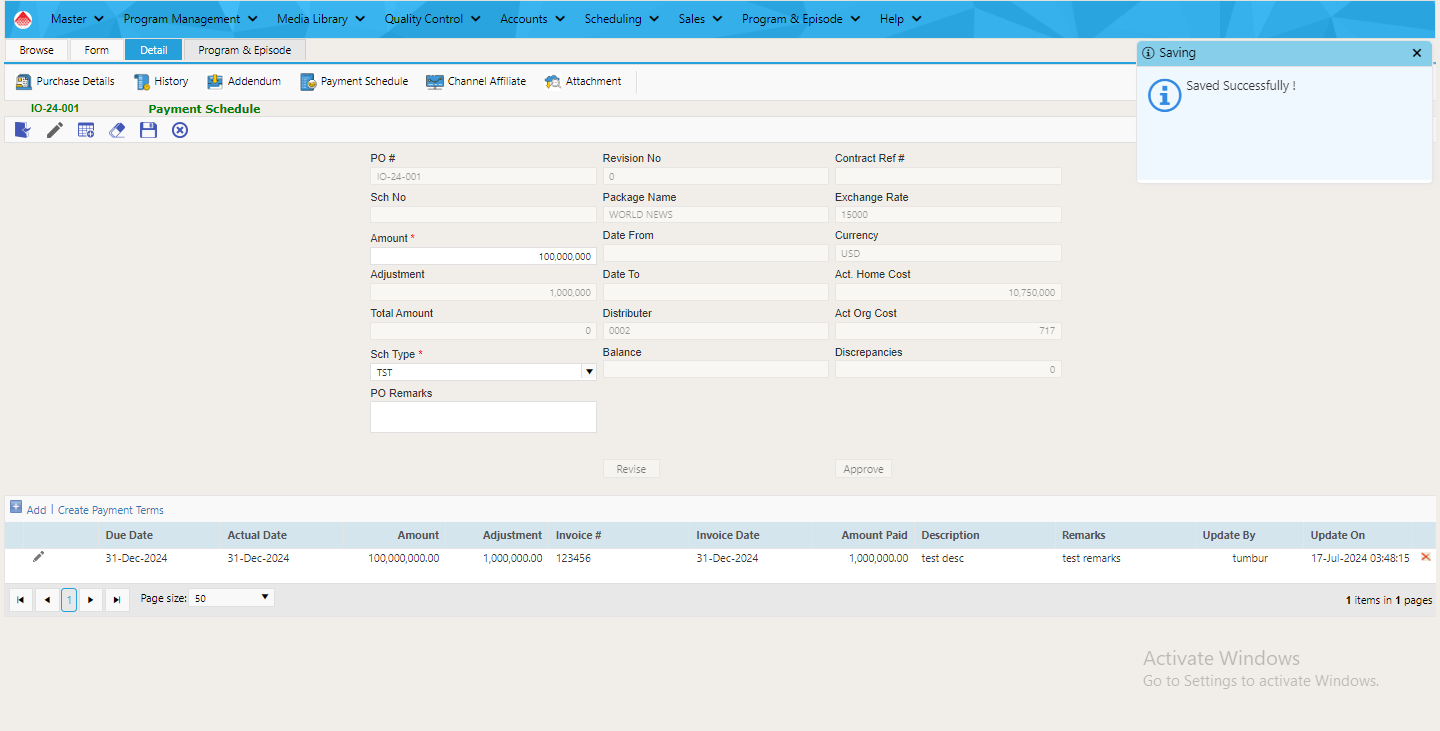 Master Program Management Media Library Quality Control Accounts Scheduling Sales Program & Episode Help
Browse Form Detail Program & Episode
Saving
Purchase Details History Addendum Payment Schedule Channel Affiliate Attachment
Saved Successfully !
IO-24-001 Payment Schedule
PO # Revision No Contract Ref #
IO-24-001 0
Sch No Package Name Exchange Rate
WORLD NEWS 15000
Amount * Date From Currency
100,000,000 USD
Adjustment Date To Act. Home Cost
1,000,000 10,750,000
Total Amount Distributer Act Org Cost
0 0002 717
Sch Type * Balance Discrepancies
TST 0
PO Remarks
Revise Approve
Add | Create Payment Terms
Due Date Actual Date Amount Adjustment Invoice # Invoice Date Amount Paid Description Remarks Update By Update On
31-Dec-2024 31-Dec-2024 100,000,000.00 1,000,000.00 123456 31-Dec-2024 1,000,000.00 test desc test remarks tumbur 17-Jul-2024 03:48:15
1 Page size: 50 1 items in 1 pages
Activate Windows
Go to Settings to activate Windows.